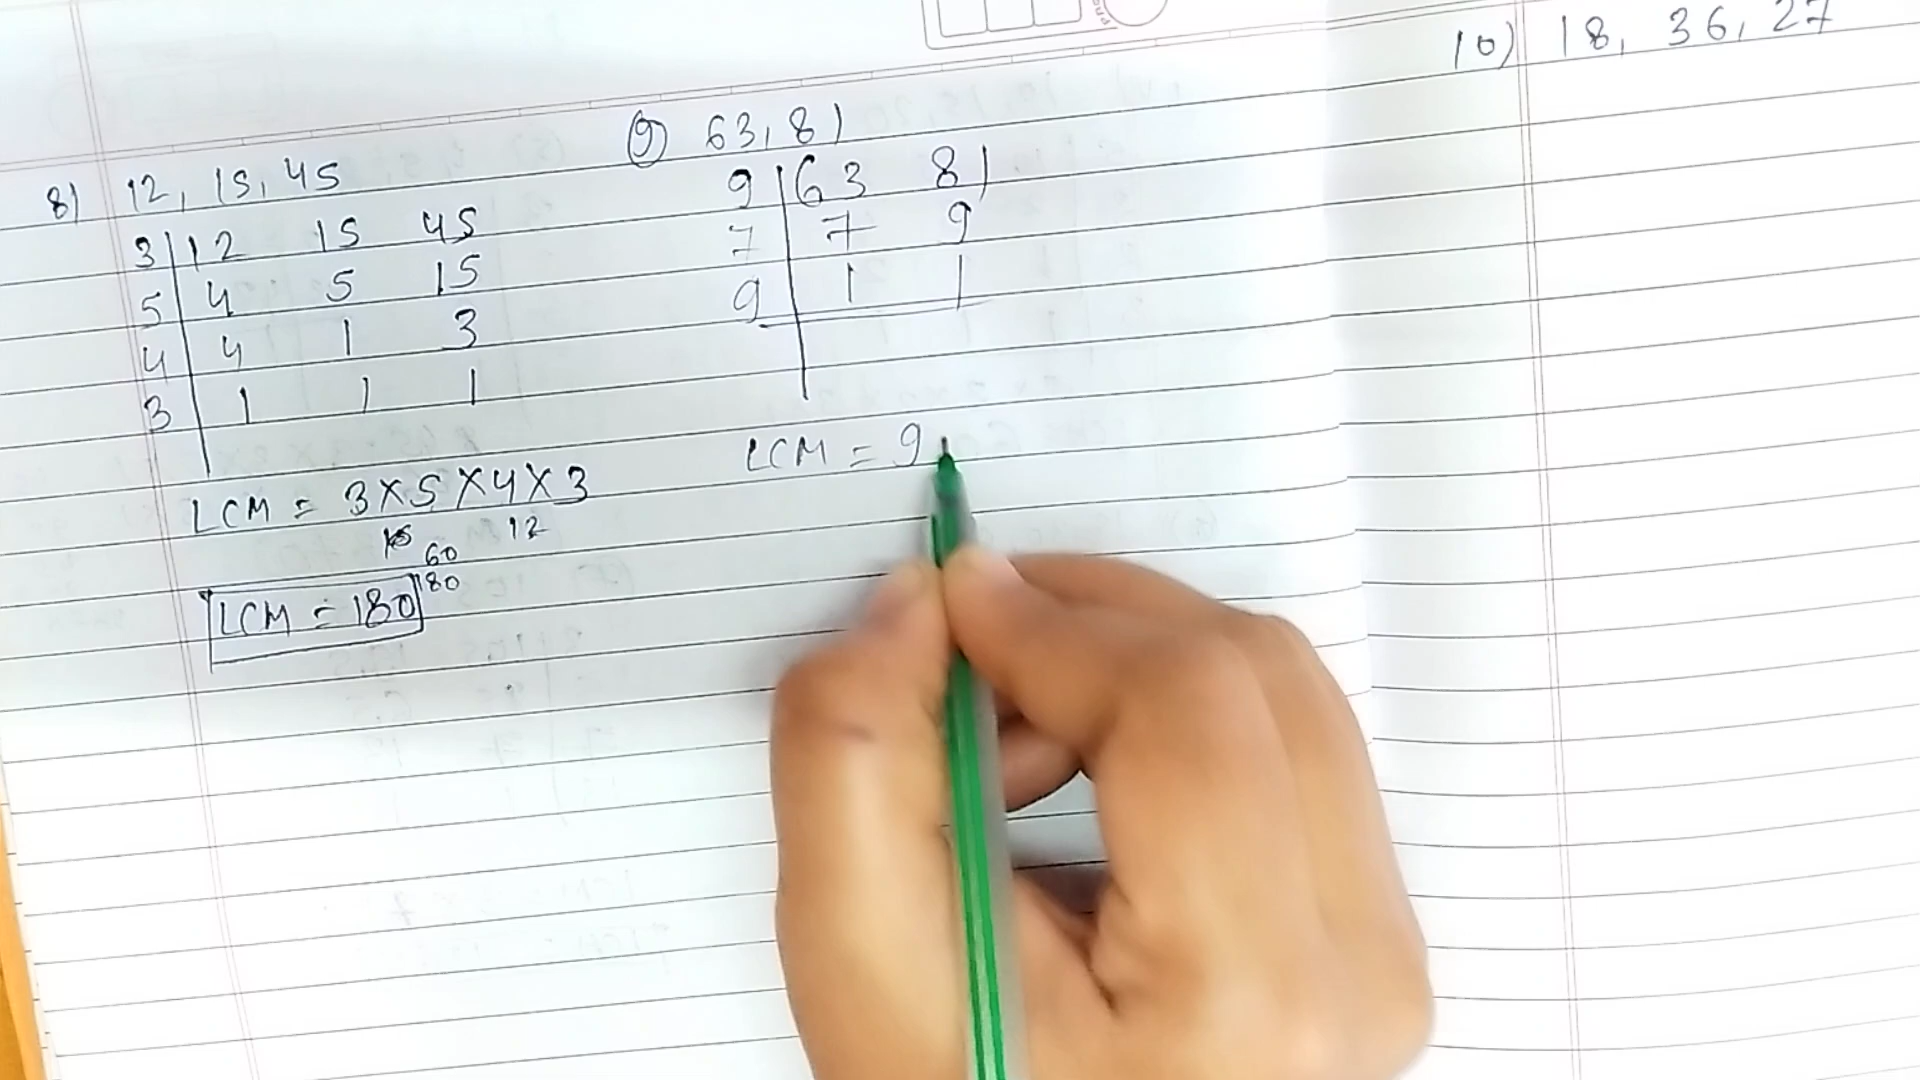 8) 12, 15, 45
3 | 12 15 45
5 | 4 5 15
4 | 4 1 3
3 | 1 1 1
LCM = 3×5×4×3
15 12
60
180
LCM = 180
9) 63, 81
9 | 63 81
7 | 7 9
9 | 1 1
LCM = 9
10) 18, 36, 27